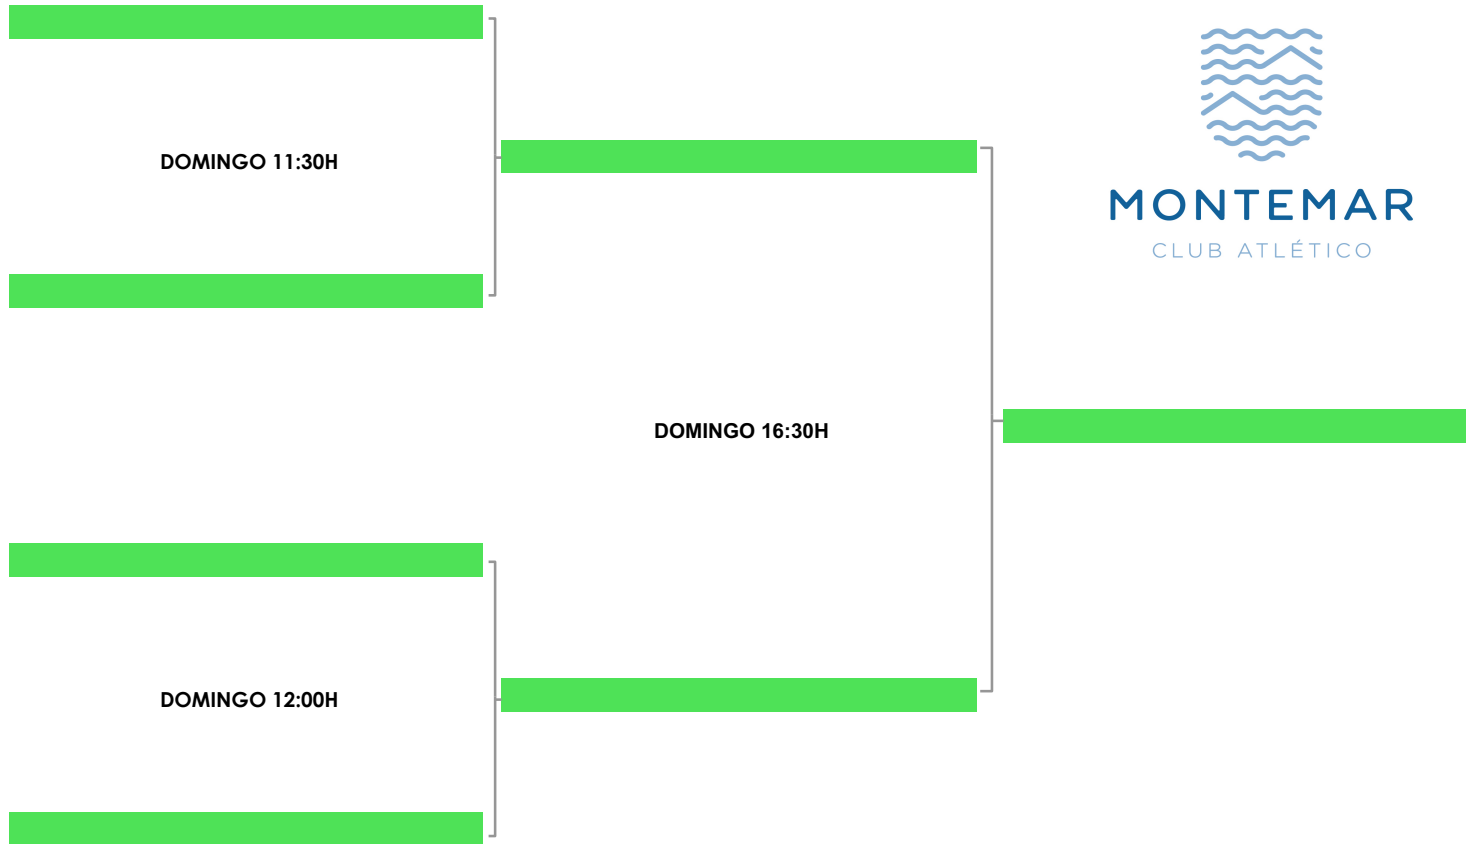 DOMINGO 11:30H
MONTEMAR
CLUB ATLÉTICO
DOMINGO 16:30H
DOMINGO 12:00H